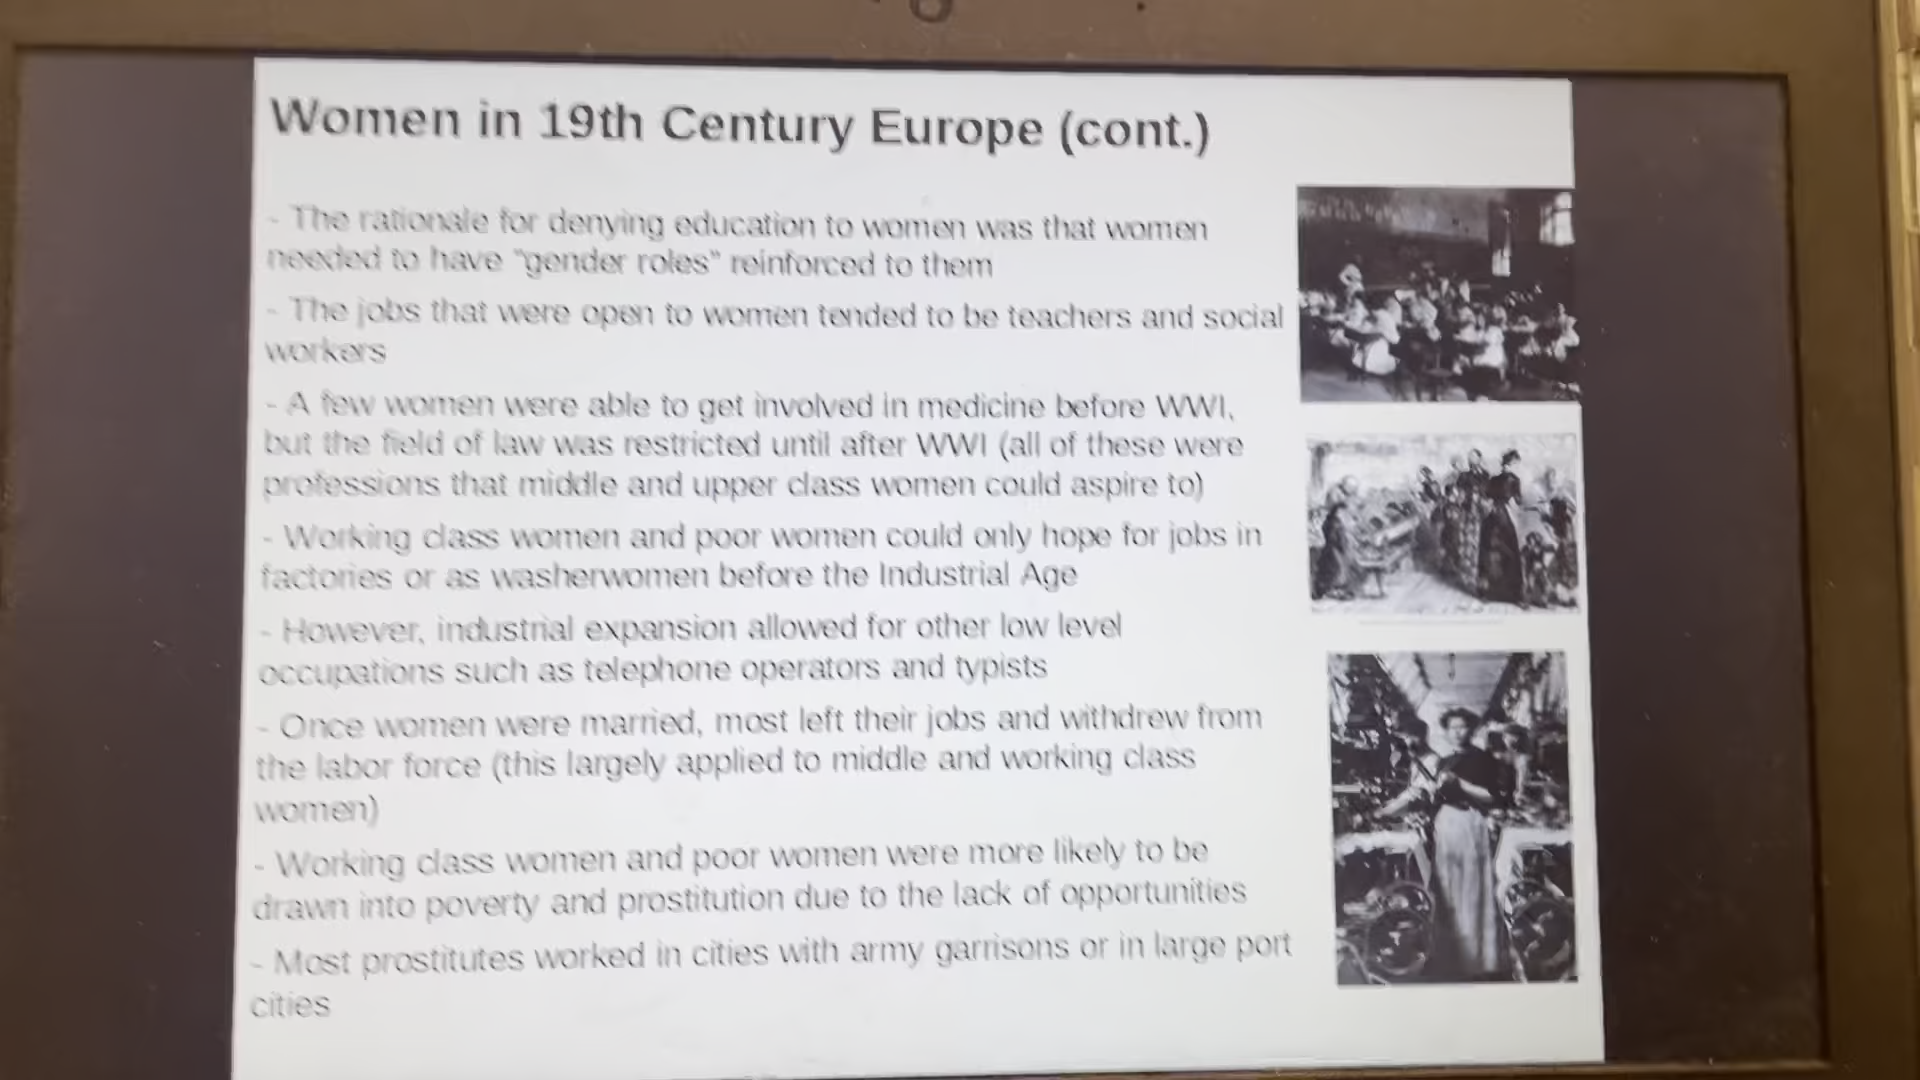 Women in 19th Century Europe (cont.)
- The rationale for denying education to women was that women
needed to have "gender roles" reinforced to them
- The jobs that were open to women tended to be teachers and social
workers
- A few women were able to get involved in medicine before WWI,
but the field of law was restricted until after WWI (all of these were
professions that middle and upper class women could aspire to)
- Working class women and poor women could only hope for jobs in
factories or as washerwomen before the Industrial Age
- However, industrial expansion allowed for other low level
occupations such as telephone operators and typists
- Once women were married, most left their jobs and withdrew from
the labor force (this largely applied to middle and working class
women)
- Working class women and poor women were more likely to be
drawn into poverty and prostitution due to the lack of opportunities
- Most prostitutes worked in cities with army garrisons or in large port
cities